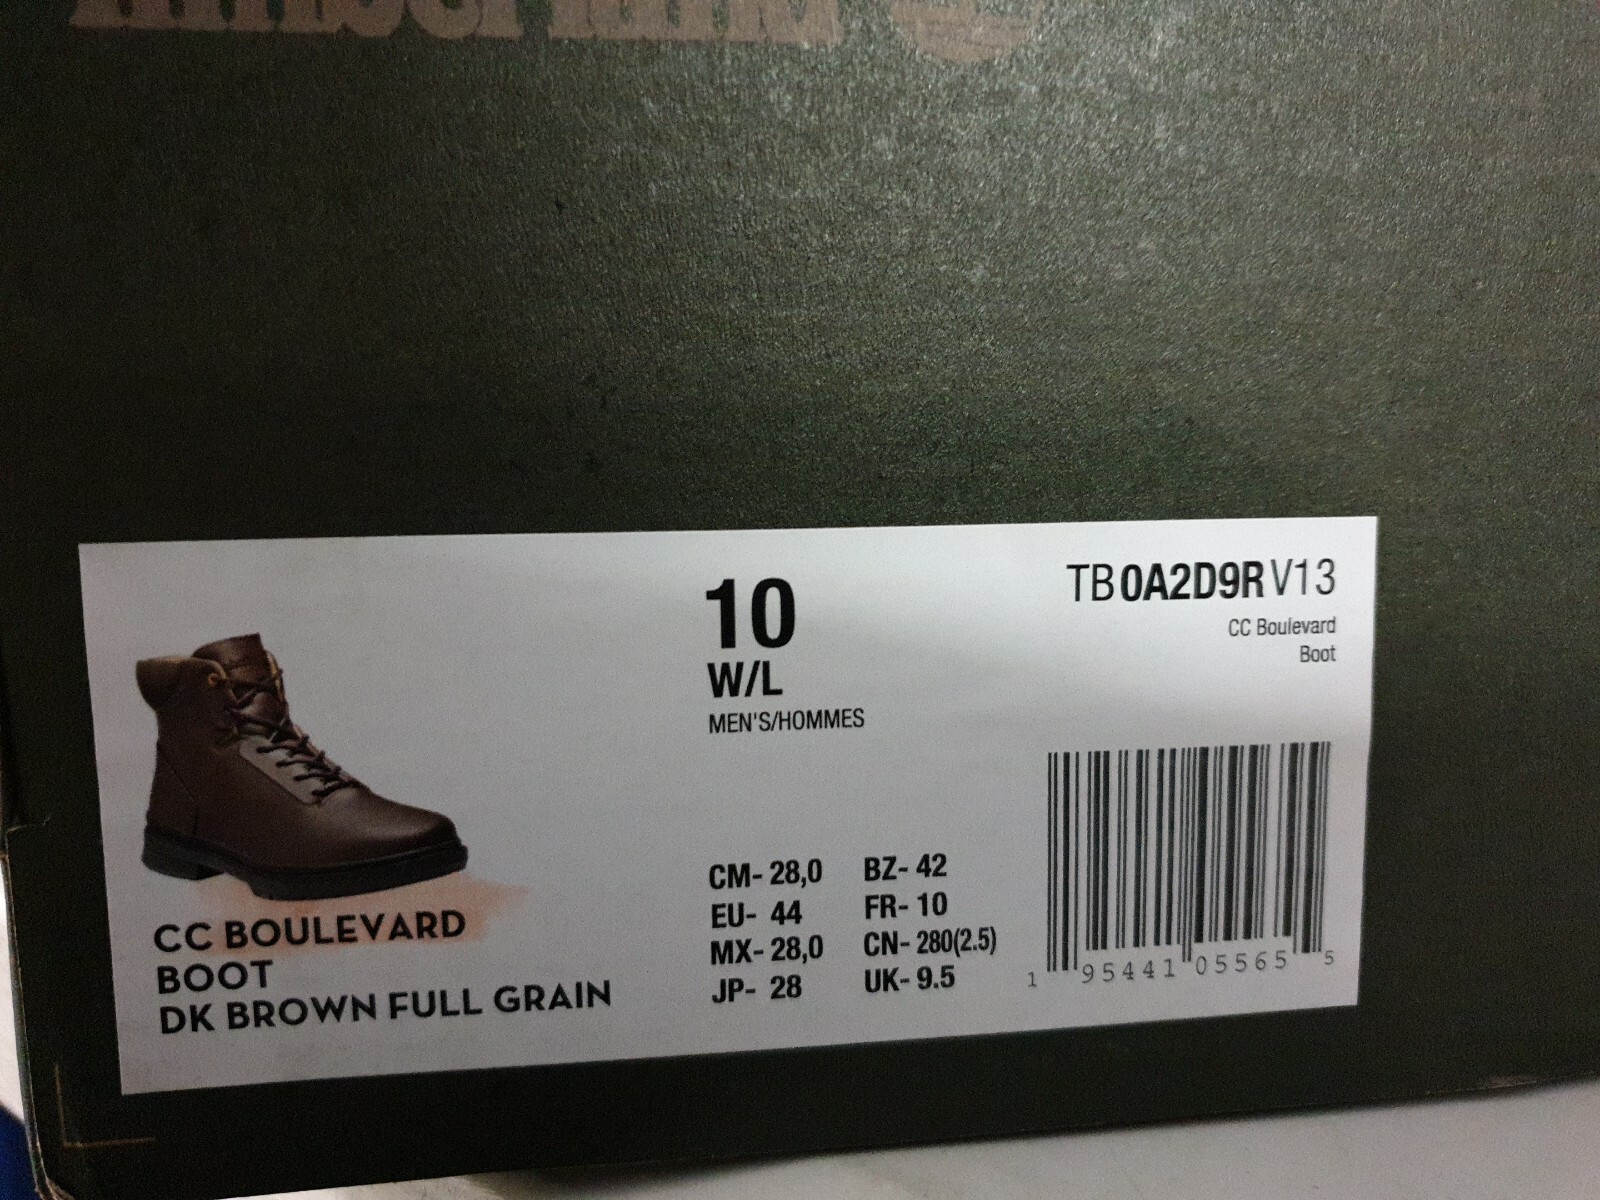 Timberland
10
W/L
MEN'S/HOMMES
TB0A2D9RV13
CC Boulevard
Boot
CC BOULEVARD
BOOT
DK BROWN FULL GRAIN
CM- 28,0 BZ- 42
EU- 44 FR- 10
MX- 28,0 CN- 280(2.5)
JP- 28 UK- 9.5
1 95441 05565 5